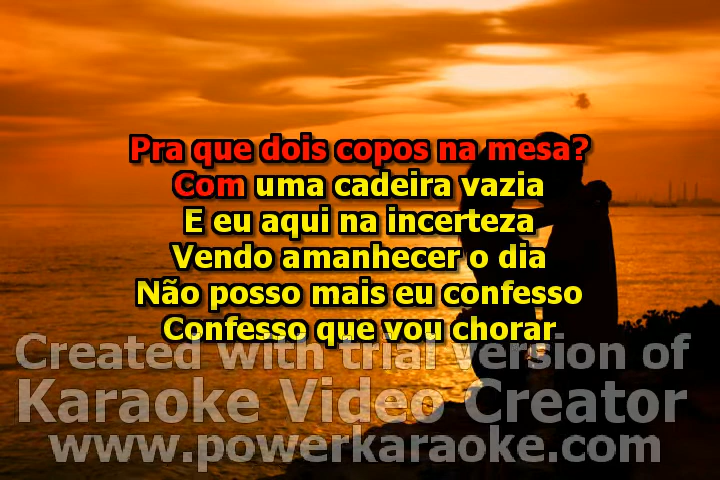 Pra que dois copos na mesa?
Com uma cadeira vazia
E eu aqui na incerteza
Vendo amanhecer o dia
Não posso mais eu confesso
Confesso que vou chorar
Created with trial version of
Karaoke Video Creator
www.powerkaraoke.com